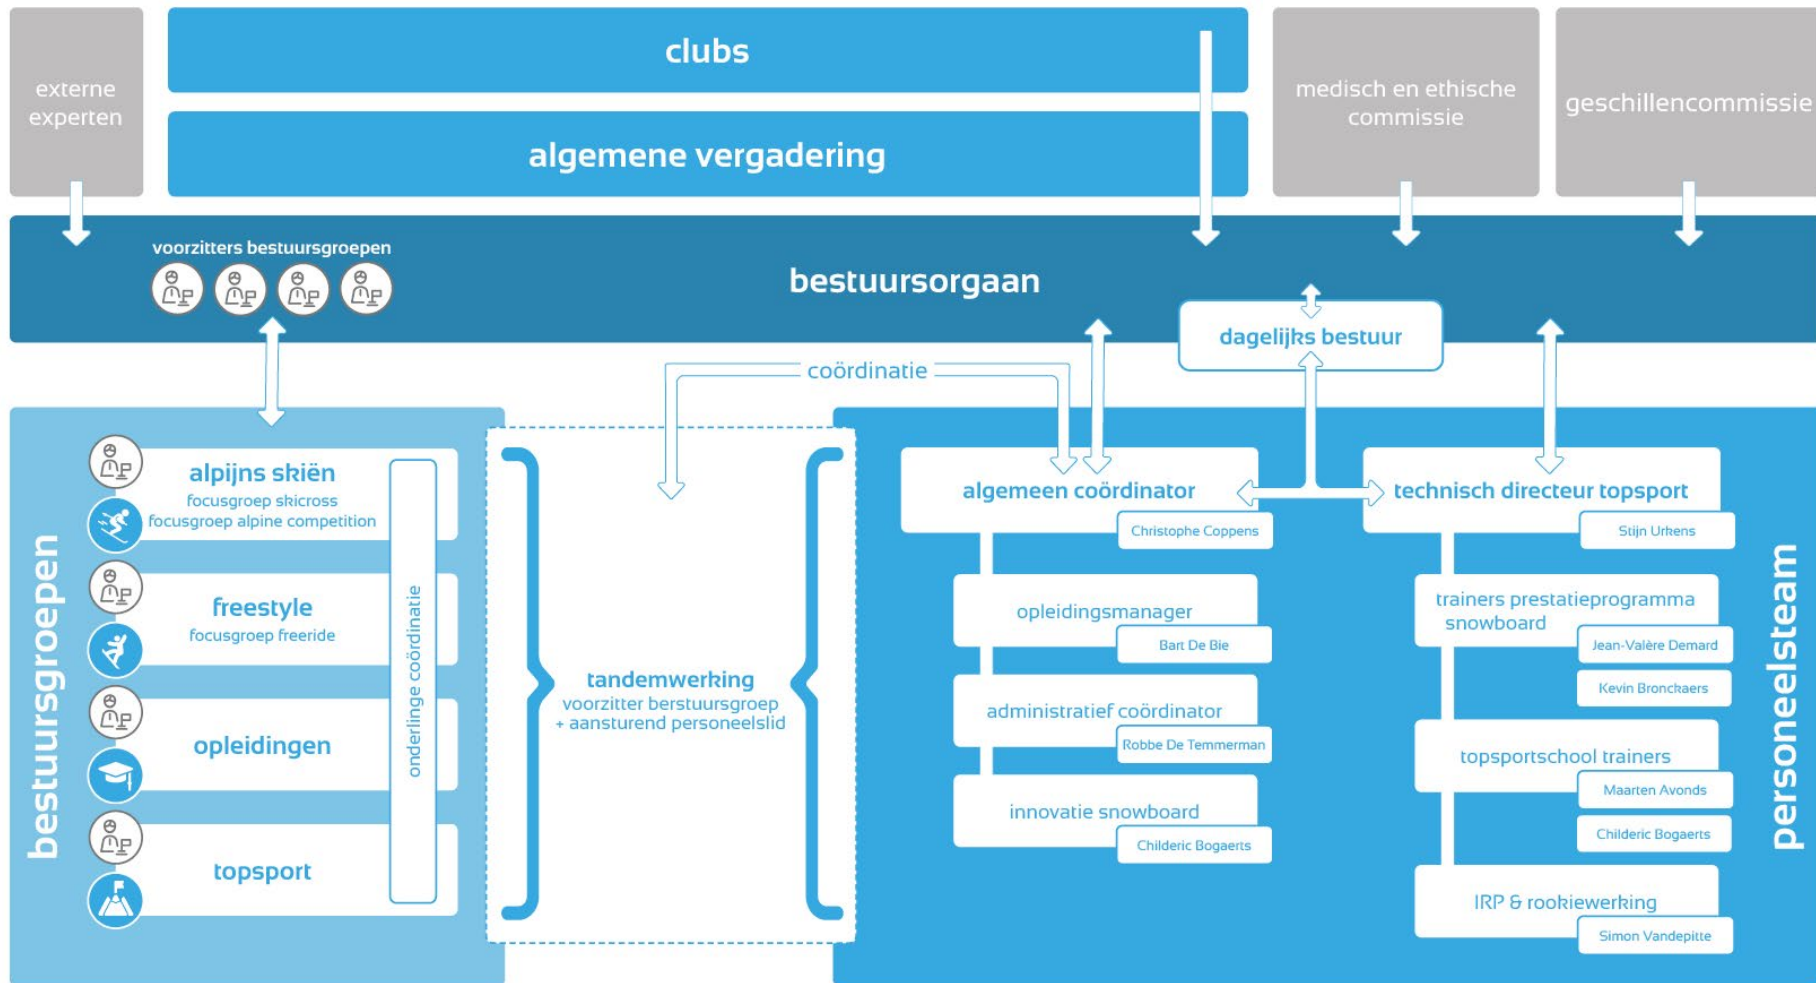 externe
experten
clubs
algemene vergadering
medisch en ethische
commissie
geschillencommissie
voorzitters bestuursgroepen
bestuursorgaan
dagelijks bestuur
coördinatie
bestuursgroepen
alpijns skiën
focusgroep skicross
focusgroep alpine competition
freestyle
focusgroep freeride
opleidingen
topsport
onderlinge coördinatie
tandemwerking
voorzitter berstuursgroep
+ aansturend personeelslid
algemeen coördinator
Christophe Coppens
opleidingsmanager
Bart De Bie
administratief coördinator
Robbe De Temmerman
innovatie snowboard
Childeric Bogaerts
technisch directeur topsport
Stijn Urkens
trainers prestatieprogramma
snowboard
Jean-Valère Demard
Kevin Bronckaers
topsportschool trainers
Maarten Avonds
Childeric Bogaerts
IRP & rookiewerking
Simon Vandepitte
personeelsteam